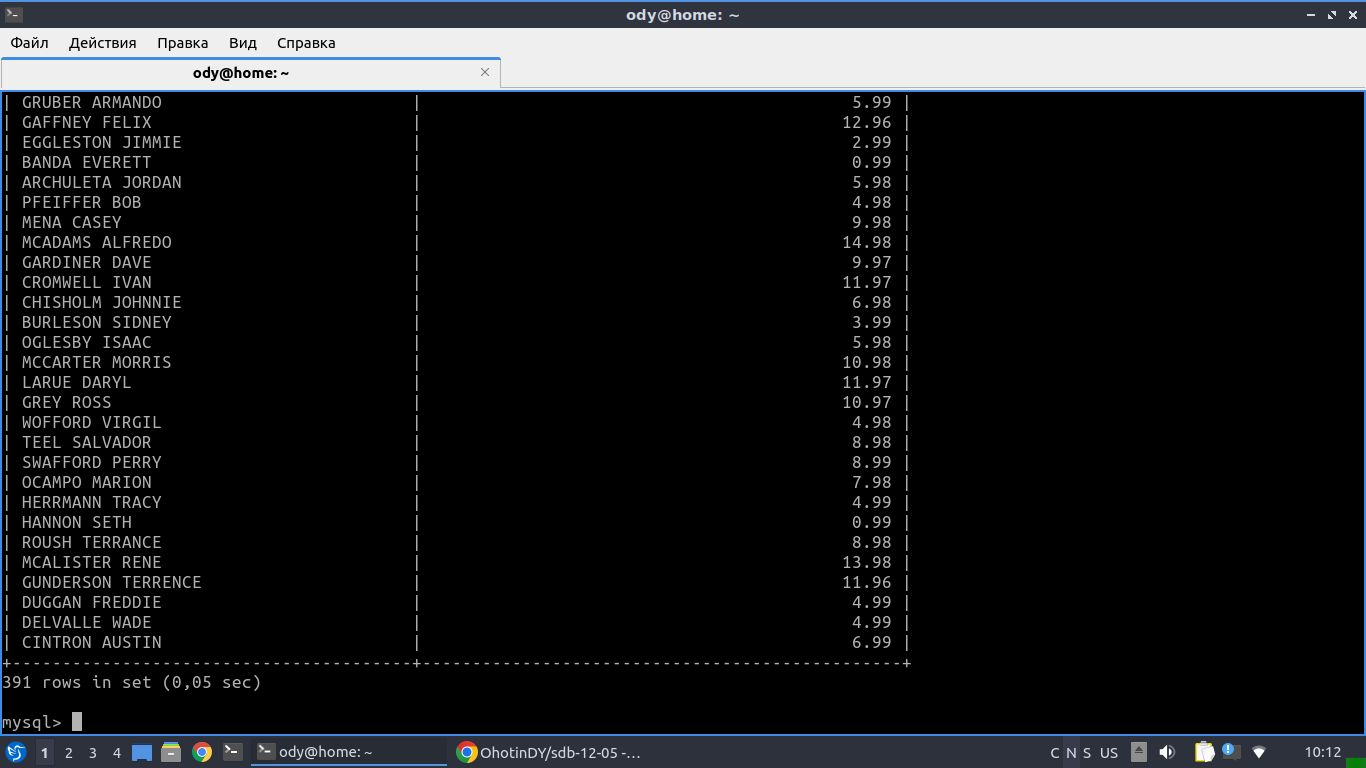 ody@home: ~
Файл Действия Правка Вид Справка
ody@home: ~
| GRUBER ARMANDO | 5.99 |
| GAFFNEY FELIX | 12.96 |
| EGGLESTON JIMMIE | 2.99 |
| BANDA EVERETT | 0.99 |
| ARCHULETA JORDAN | 5.98 |
| PFEIFFER BOB | 4.98 |
| MENA CASEY | 9.98 |
| MCADAMS ALFREDO | 14.98 |
| GARDINER DAVE | 9.97 |
| CROMWELL IVAN | 11.97 |
| CHISHOLM JOHNNIE | 6.98 |
| BURLESON SIDNEY | 3.99 |
| OGLESBY ISAAC | 5.98 |
| MCCARTER MORRIS | 10.98 |
| LARUE DARYL | 11.97 |
| GREY ROSS | 10.97 |
| WOFFORD VIRGIL | 4.98 |
| TEEL SALVADOR | 8.98 |
| SWAFFORD PERRY | 8.99 |
| OCAMPO MARION | 7.98 |
| HERRMANN TRACY | 4.99 |
| HANNON SETH | 0.99 |
| ROUSH TERRANCE | 8.98 |
| MCALISTER RENE | 13.98 |
| GUNDERSON TERRENCE | 11.96 |
| DUGGAN FREDDIE | 4.99 |
| DELVALLE WADE | 4.99 |
| CINTRON AUSTIN | 6.99 |
+----------------------------------------+------------------------------------------------+
391 rows in set (0,05 sec)
mysql>
1 2 3 4 ody@home: ~ OhotinDY/sdb-12-05 -... C N S US 10:12